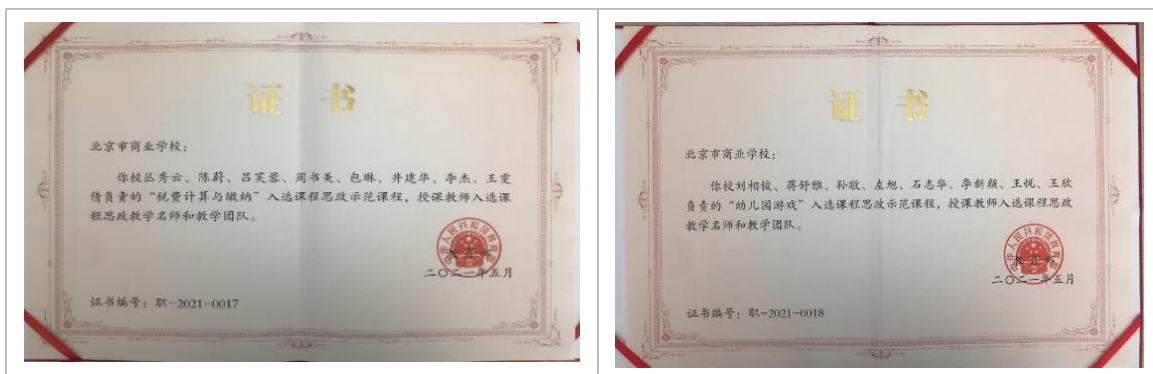 证 书
北京市商业学校：
你校丛秀云、陈蔚、吕芙蓉、周书美、包琳、井建华、李杰、王雯
倩负责的“税费计算与缴纳”入选课程思政示范课程，授课教师入选课
程思政教学名师和教学团队。
教育部
二〇二一年五月
证书编号：职-2021-0017
证 书
北京市商业学校：
你校刘相俊、蒋舒雅、孙敬、左旭、石志华、李新颜、王悦、王欣
负责的“幼儿园游戏”入选课程思政示范课程，授课教师入选课程思政
教学名师和教学团队。
教育部
二〇二一年五月
证书编号：职-2021-0018